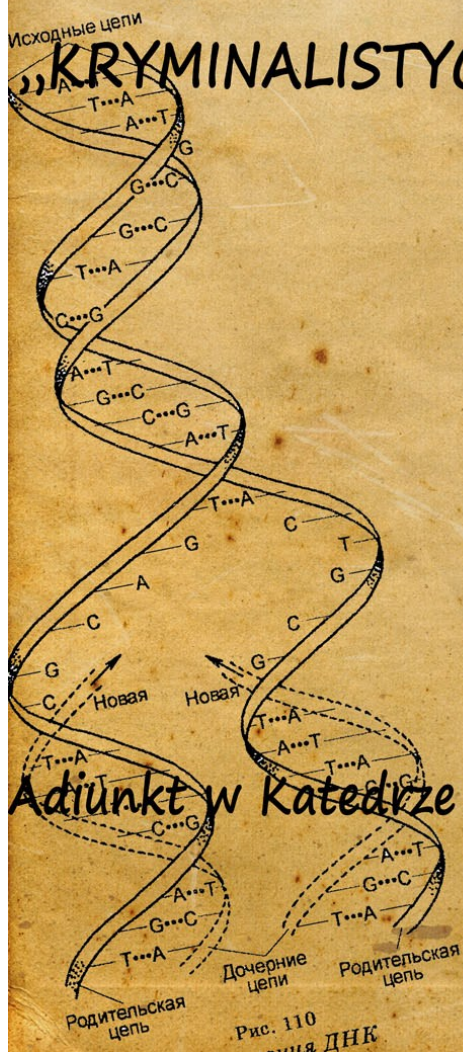 Исходные цепи
,,KRYMINALISTYC
A
T•••A
A•••T
G
G•••C
G•••C
T•••A
C•••G
A•••T
G•••C
C•••G
A•••T
T•••A
C
G
T
G
A
C
C
G
G
C
Новая
Новая
T•••A
A•••T
T•••A
T•••A
Adiunkt w Katedrze
C•••G
A•••T
G•••C
A•••T
G•••C
T•••A
T•••A
Дочерние
цепи
Родительская
цепь
Родительская
цепь
Рис. 110
ДНК